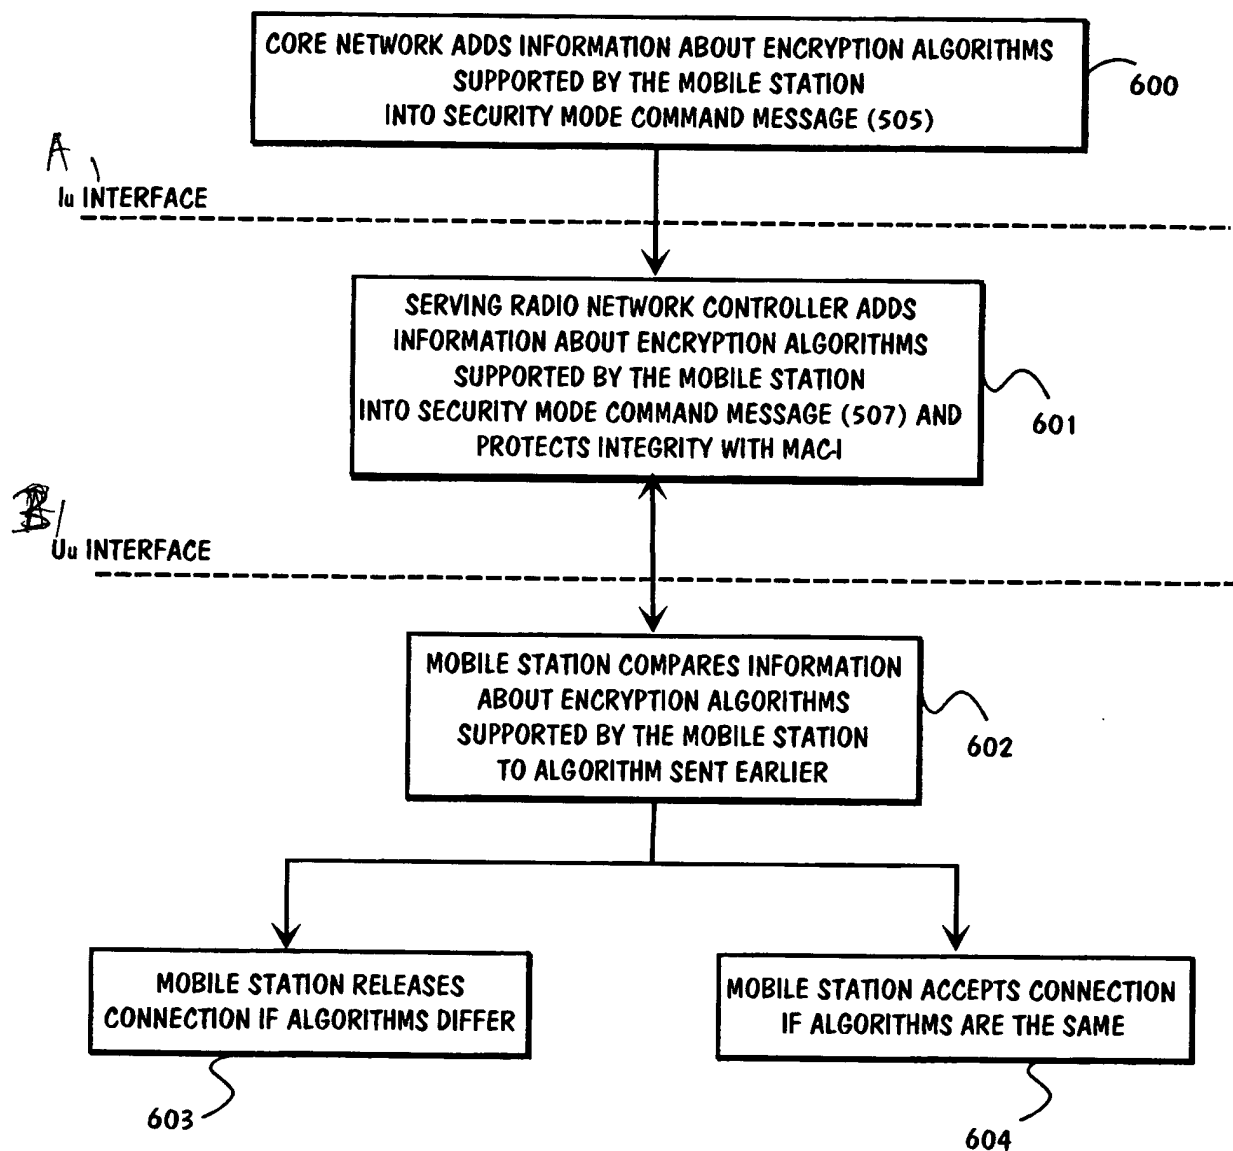 CORE NETWORK ADDS INFORMATION ABOUT ENCRYPTION ALGORITHMS
SUPPORTED BY THE MOBILE STATION
INTO SECURITY MODE COMMAND MESSAGE (505)
600
A
Iu INTERFACE
SERVING RADIO NETWORK CONTROLLER ADDS
INFORMATION ABOUT ENCRYPTION ALGORITHMS
SUPPORTED BY THE MOBILE STATION
INTO SECURITY MODE COMMAND MESSAGE (507) AND
PROTECTS INTEGRITY WITH MAC-I
601
Uu INTERFACE
MOBILE STATION COMPARES INFORMATION
ABOUT ENCRYPTION ALGORITHMS
SUPPORTED BY THE MOBILE STATION
TO ALGORITHM SENT EARLIER
602
MOBILE STATION RELEASES
CONNECTION IF ALGORITHMS DIFFER
603
MOBILE STATION ACCEPTS CONNECTION
IF ALGORITHMS ARE THE SAME
604